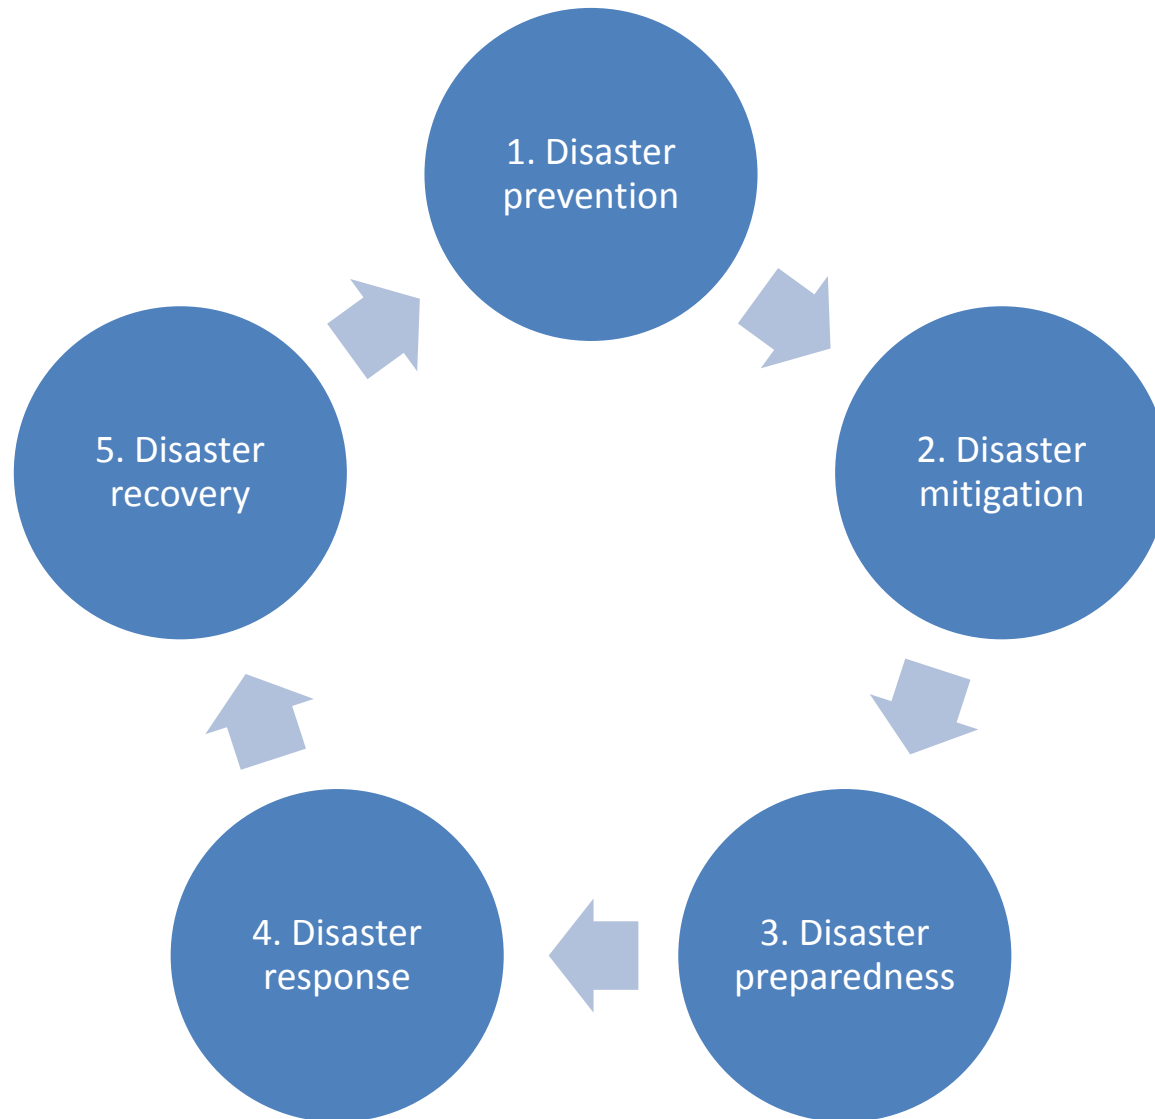 1. Disaster
prevention
2. Disaster
mitigation
3. Disaster
preparedness
4. Disaster
response
5. Disaster
recovery